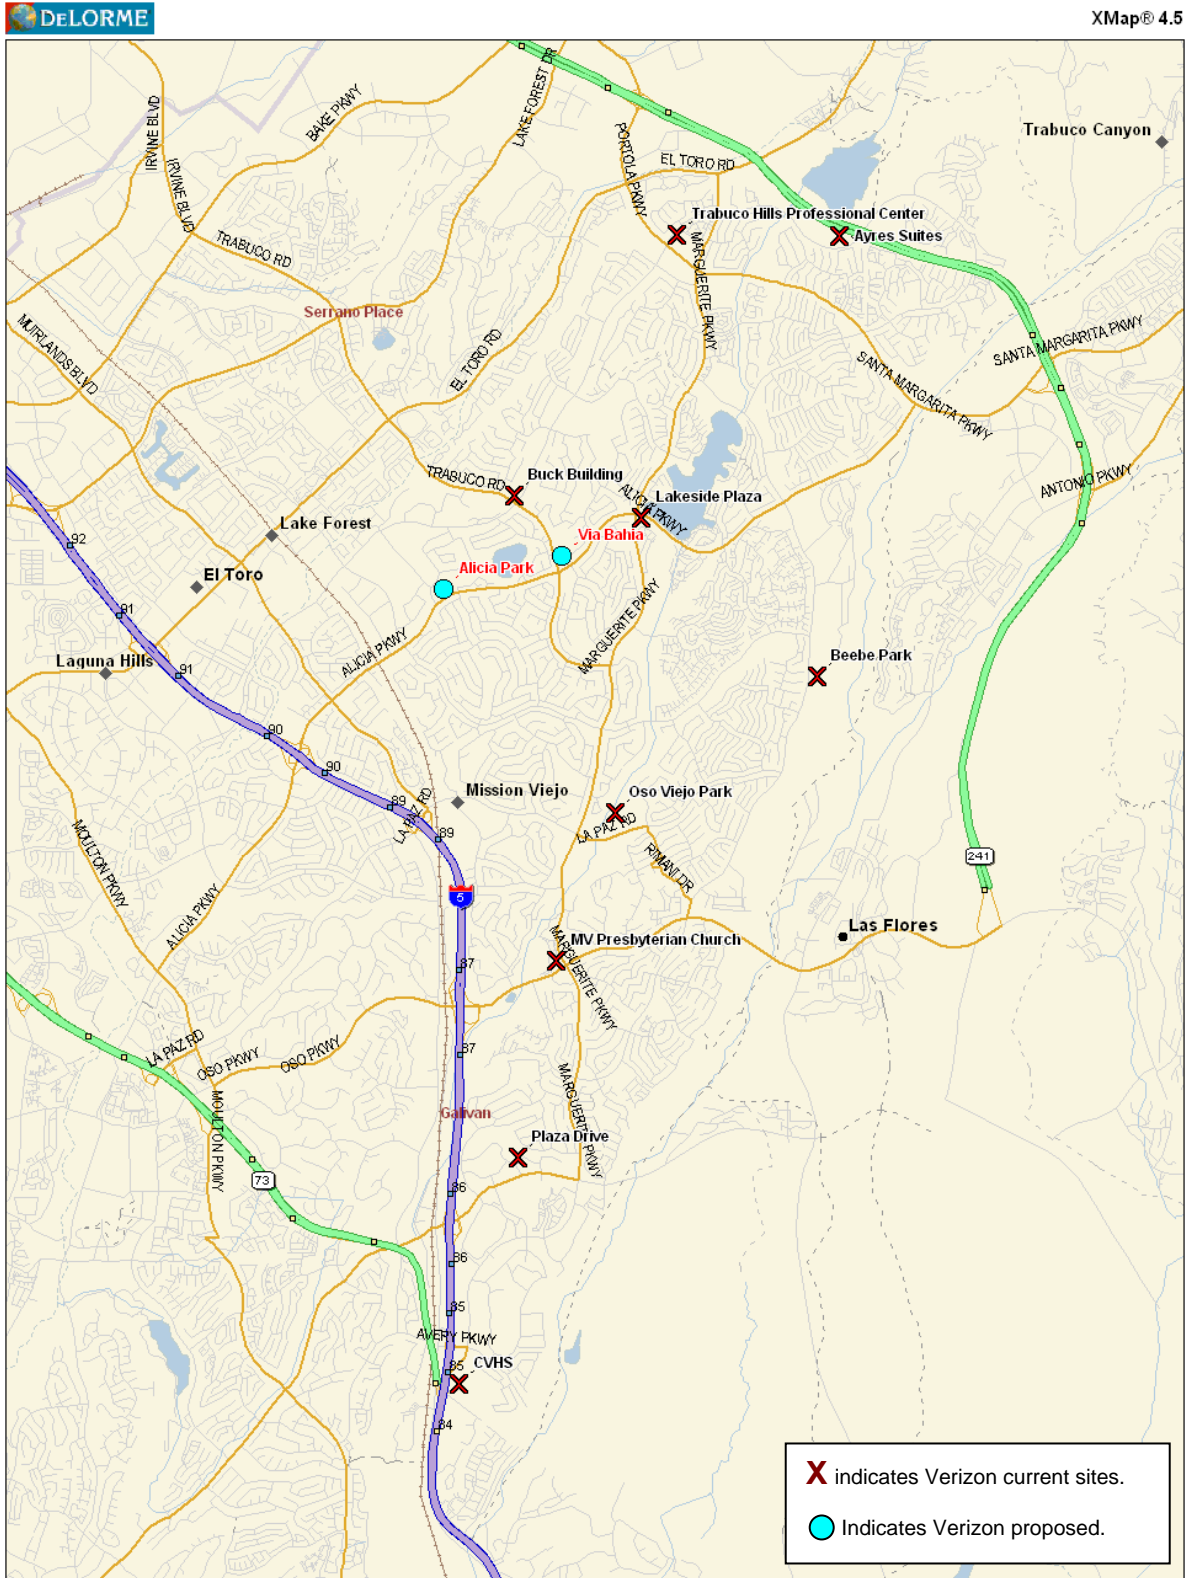 DELORME
XMap® 4.5
IRVINE BLVD
BAKE PKWY
LAKE FOREST DR
PORTOLA PKWY
EL TORO RD
Trabuco Canyon
IRVINE BLVD
Trabuco Hills Professional Center
Ayres Suites
TRABUCO RD
MARGUERITE PKWY
Serrano Place
MUIRLANDS BLVD
EL TORO RD
SANTA MARGARITA PKWY
SANTA MARGARITA PKWY
TRABUCO RD
Buck Building
ALICIA PKWY
Lakeside Plaza
ANTONIO PKWY
Lake Forest
Via Bahia
92
Alicia Park
El Toro
91
MARGUERITE PKWY
ALICIA PKWY
Laguna Hills
91
Beebe Park
90
90
Mission Viejo
Oso Viejo Park
89
LA PAZ RD
89
LA PAZ RD
RIMANI DR
MOULTON PKWY
241
ALICIA PKWY
5
Las Flores
MV Presbyterian Church
MARGUERITE PKWY
87
LA PAZ RD
OSO PKWY
OSO PKWY
87
MOULTON PKWY
MARGUERITE PKWY
Galivan
Plaza Drive
73
86
86
85
AVERY PKWY
85
CVHS
84
X indicates Verizon current sites.
Indicates Verizon proposed.